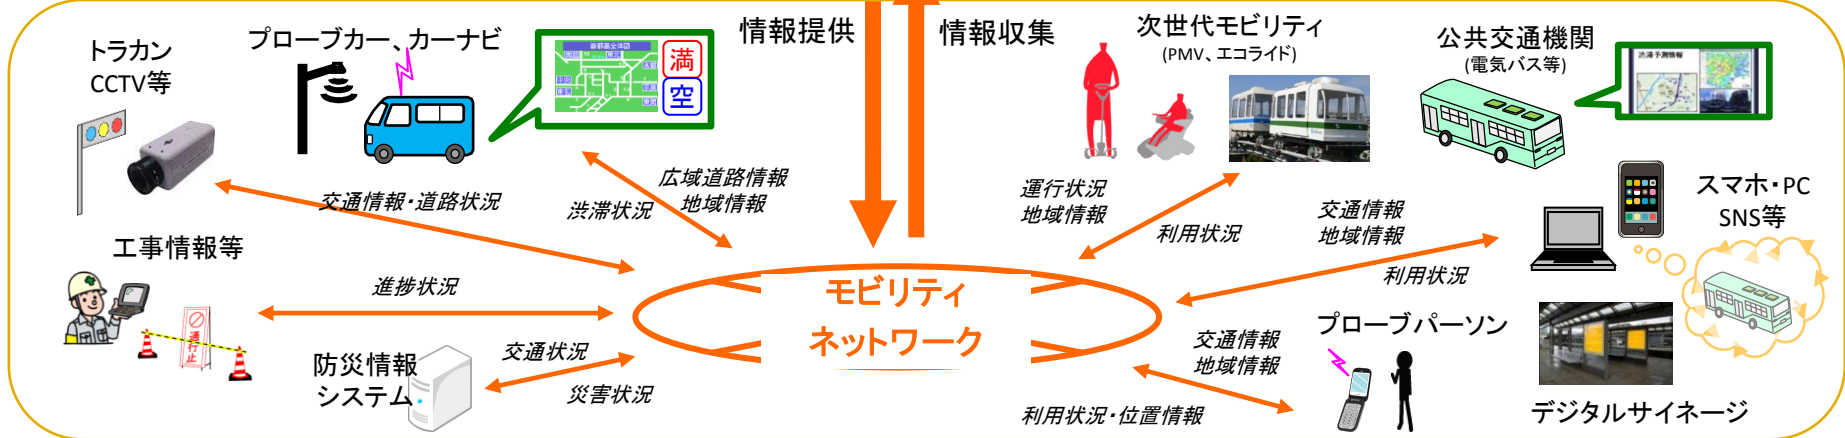 情報提供
情報収集
トラカン
CCTV等
プローブカー、カーナビ
満
空
次世代モビリティ
(PMV、エコライド)
公共交通機関
(電気バス等)
渋滞予測情報
交通情報・道路状況
渋滞状況
広域道路情報
地域情報
運行状況
地域情報
利用状況
交通情報
地域情報
利用状況
スマホ・PC
SNS等
工事情報等
進捗状況
通行止
モビリティ
ネットワーク
防災情報
システム
交通状況
災害状況
交通情報
地域情報
利用状況・位置情報
プローブパーソン
デジタルサイネージ